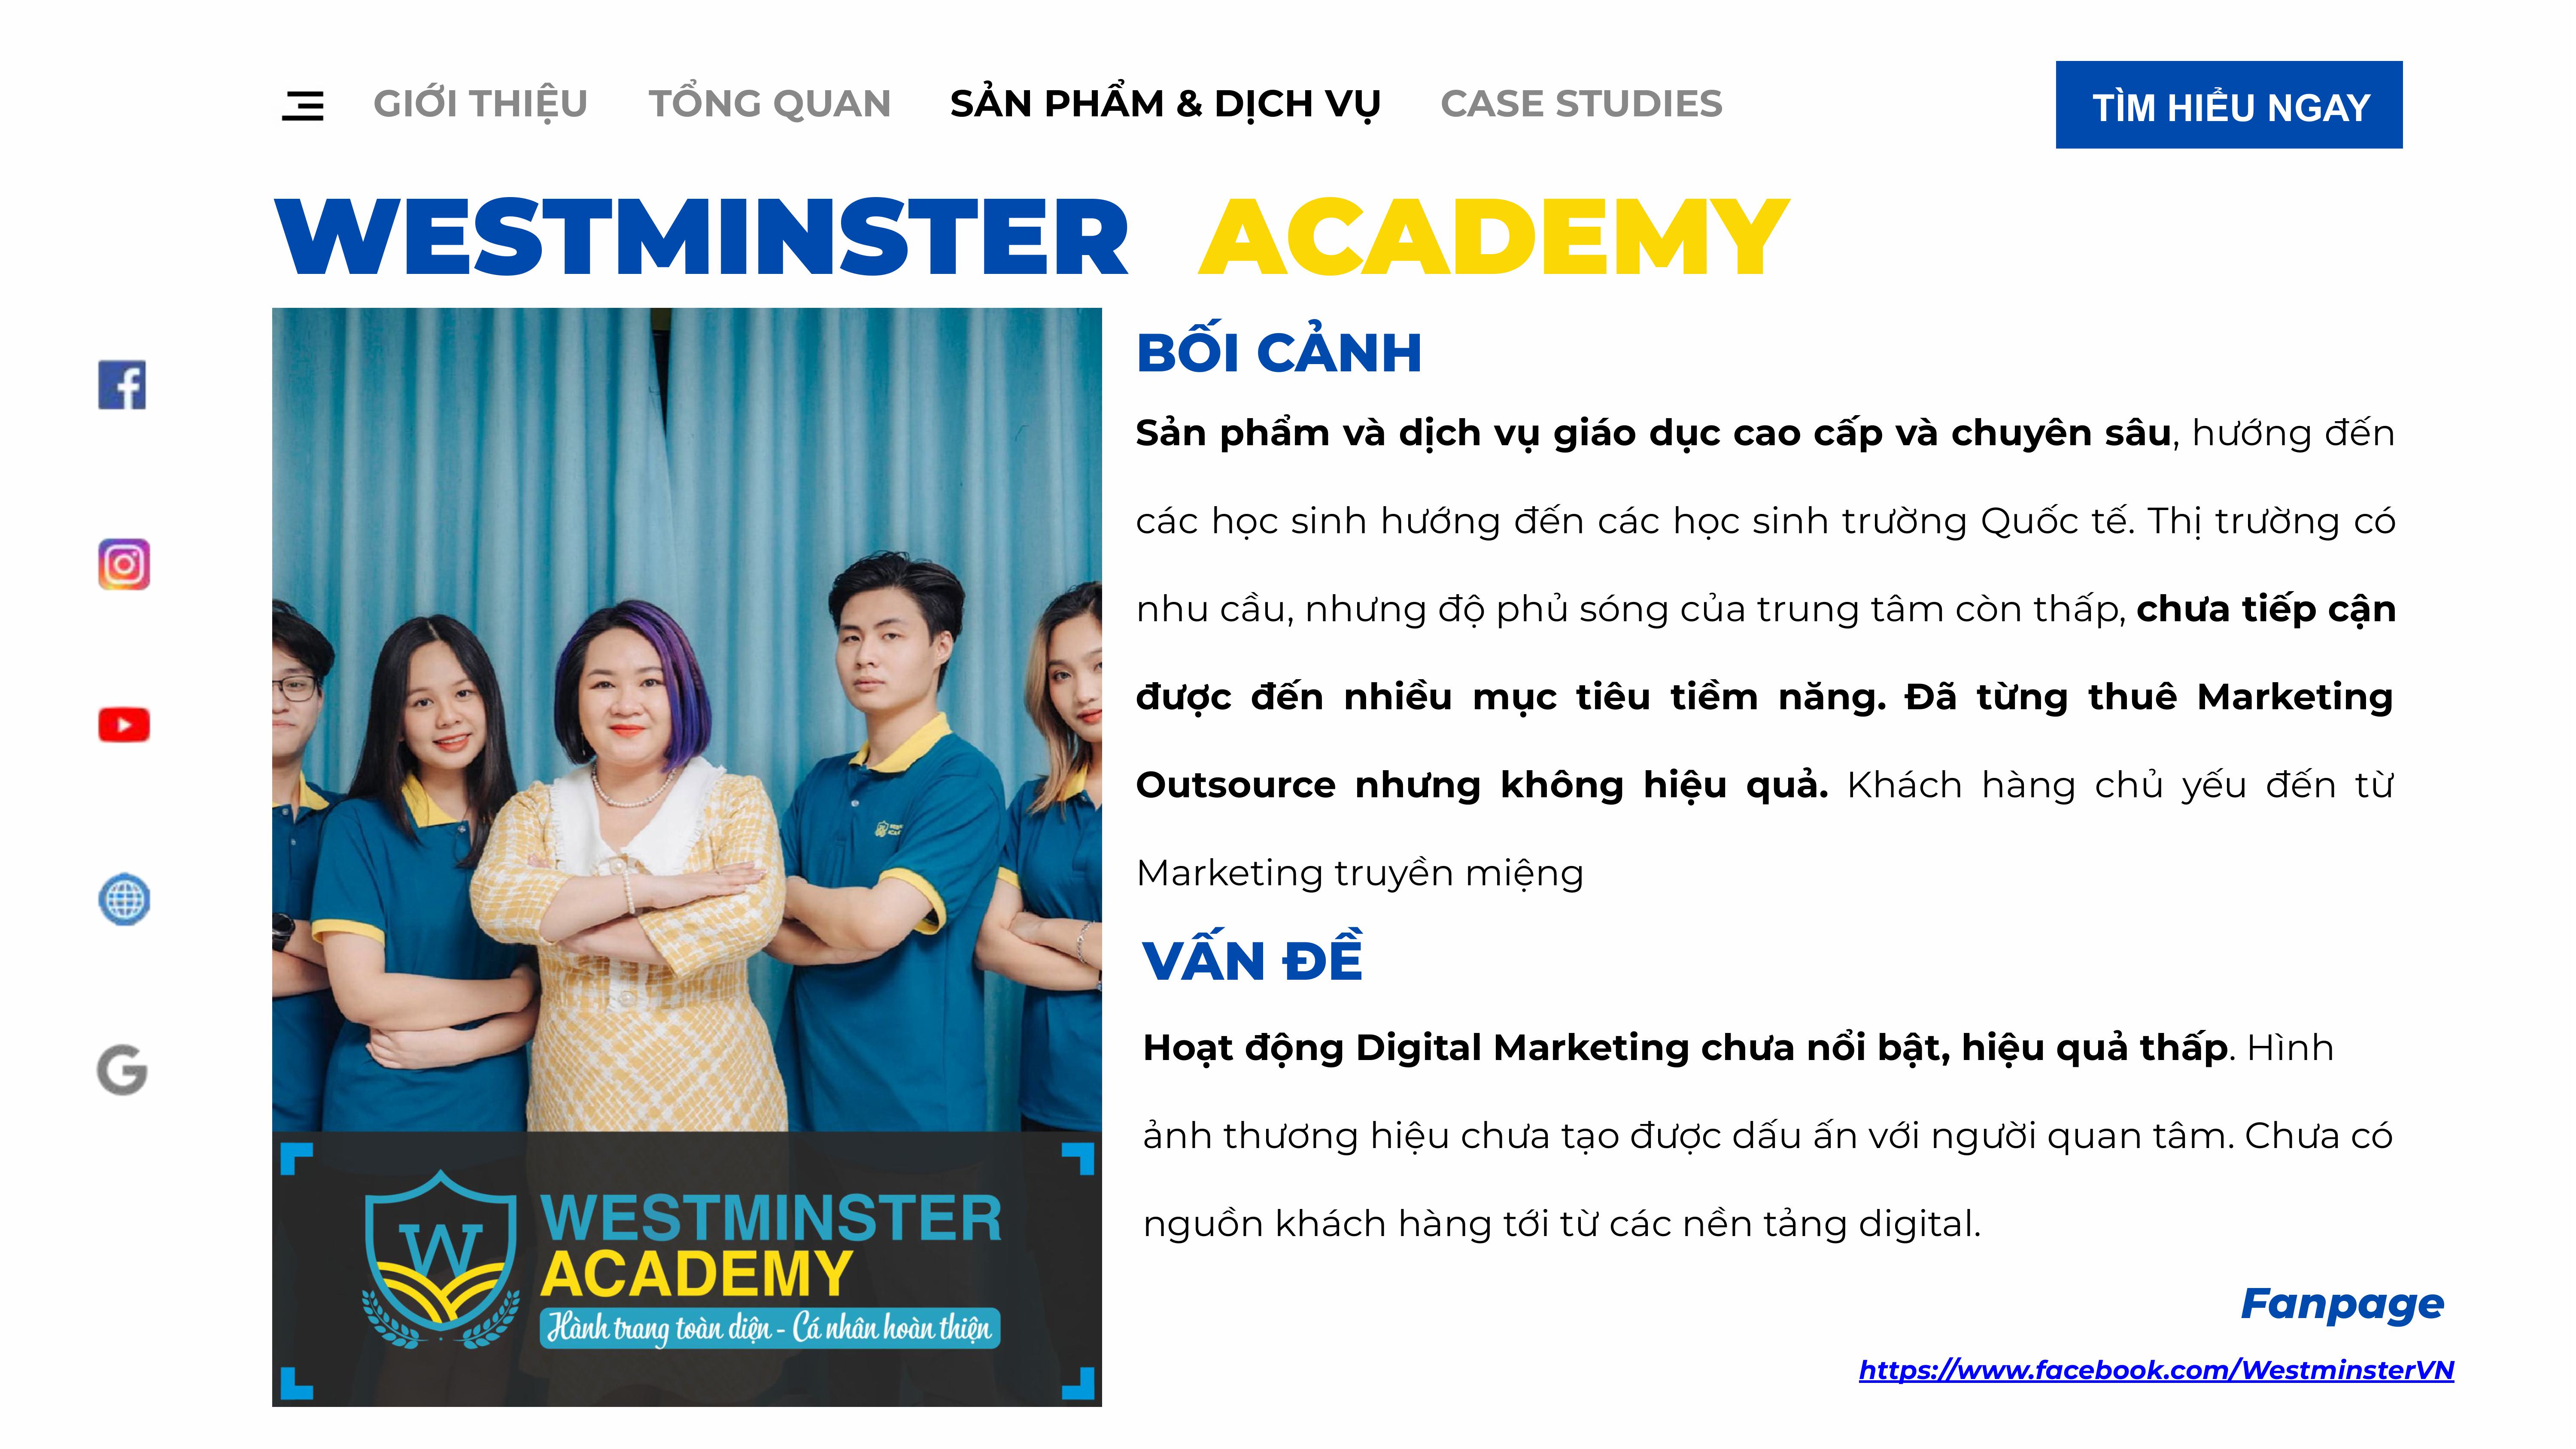 GIỚI THIỆU TỔNG QUAN SẢN PHẨM & DỊCH VỤ CASE STUDIES
TÌM HIỂU NGAY
WESTMINSTER ACADEMY
BỐI CẢNH
Sản phẩm và dịch vụ giáo dục cao cấp và chuyên sâu, hướng đến
các học sinh hướng đến các học sinh trường Quốc tế. Thị trường có
nhu cầu, nhưng độ phủ sóng của trung tâm còn thấp, chưa tiếp cận
được đến nhiều mục tiêu tiềm năng. Đã từng thuê Marketing
Outsource nhưng không hiệu quả. Khách hàng chủ yếu đến từ
Marketing truyền miệng
VẤN ĐỀ
Hoạt động Digital Marketing chưa nổi bật, hiệu quả thấp. Hình
ảnh thương hiệu chưa tạo được dấu ấn với người quan tâm. Chưa có
nguồn khách hàng tới từ các nền tảng digital.
W
WESTMINSTER
ACADEMY
Hành trang toàn diện - Cá nhân hoàn thiện
Fanpage
https://www.facebook.com/WestminsterVN